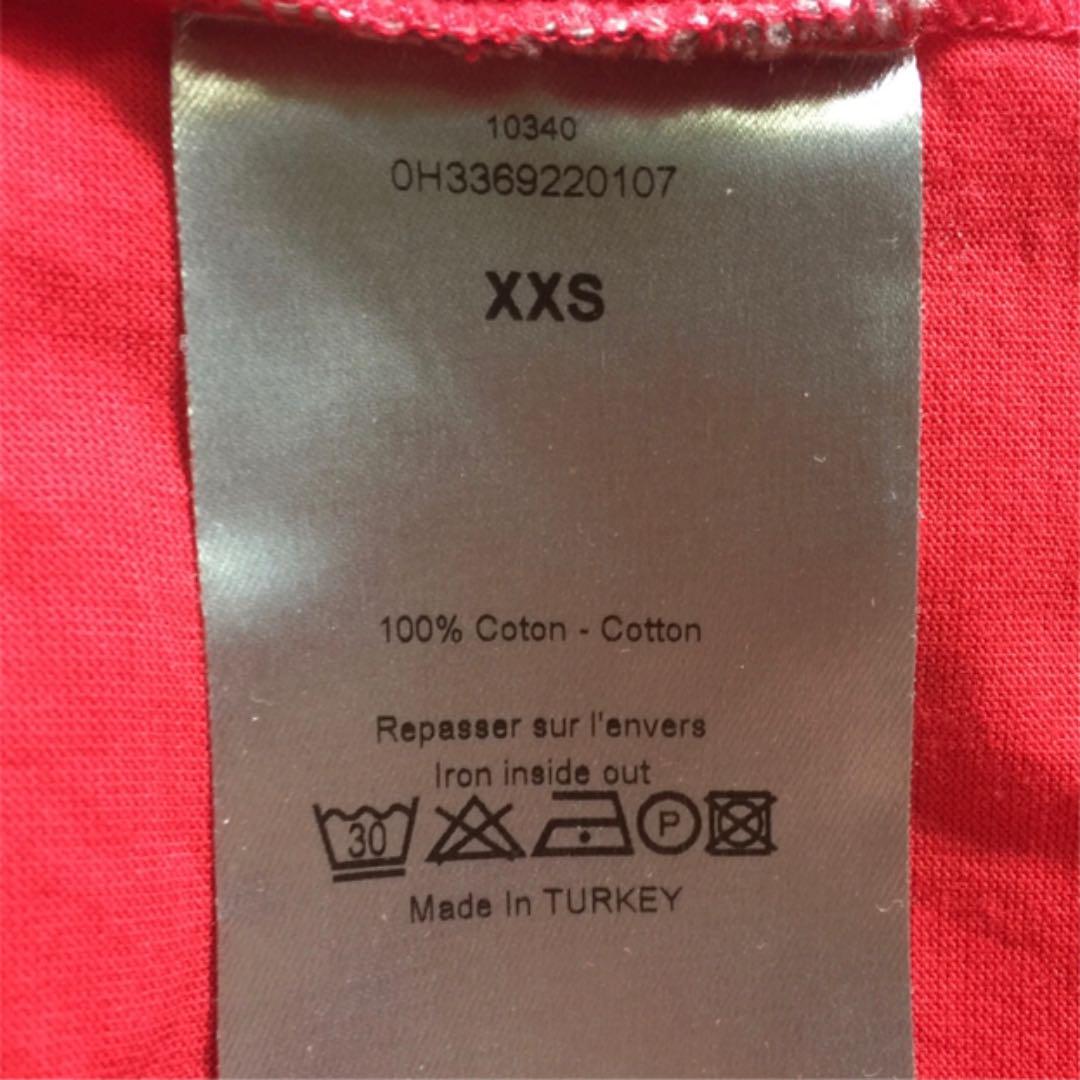 10340
0H3369220107
XXS
100% Coton - Cotton
Repasser sur l'envers
Iron inside out
30 P
Made In TURKEY